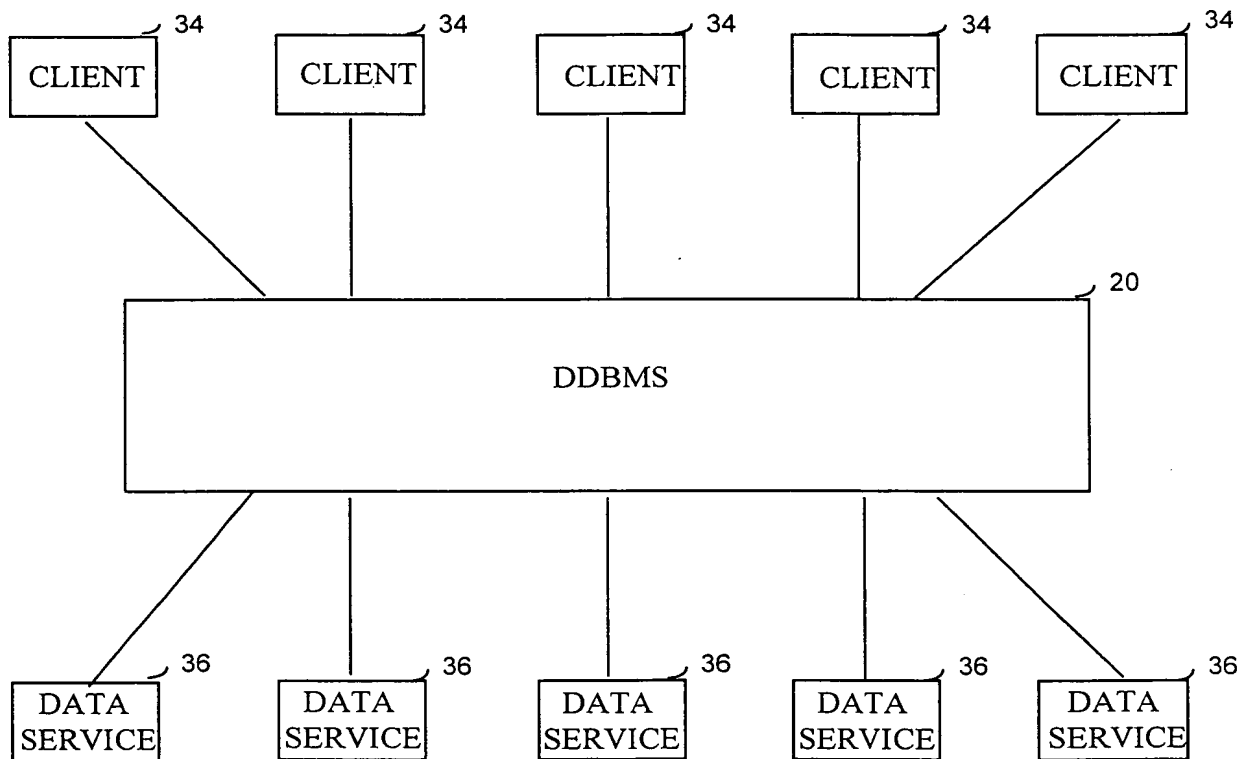 34 34 34 34 34
CLIENT CLIENT CLIENT CLIENT CLIENT
20
DDBMS
36 36 36 36 36
DATA DATA DATA DATA DATA
SERVICE SERVICE SERVICE SERVICE SERVICE